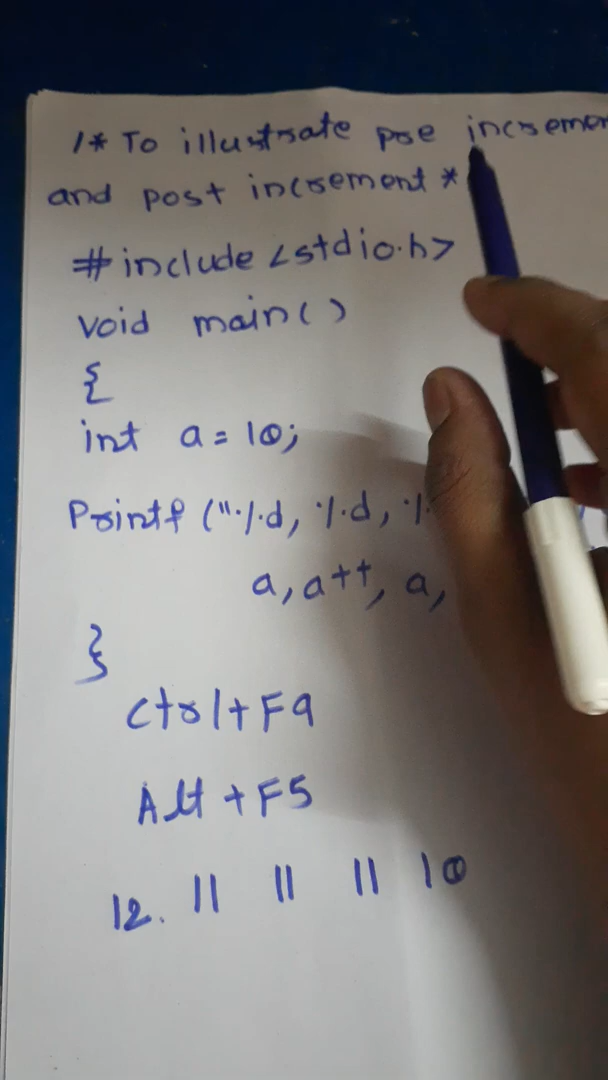 /* To illustrate pre incremen
and post increment *
#include <stdio.h>
void main()
{
int a = 10;
Printf ("%d, %d, %
a, a++, a,
}
Ctrl + F9
Alt + F5
12. 11 11 11 10